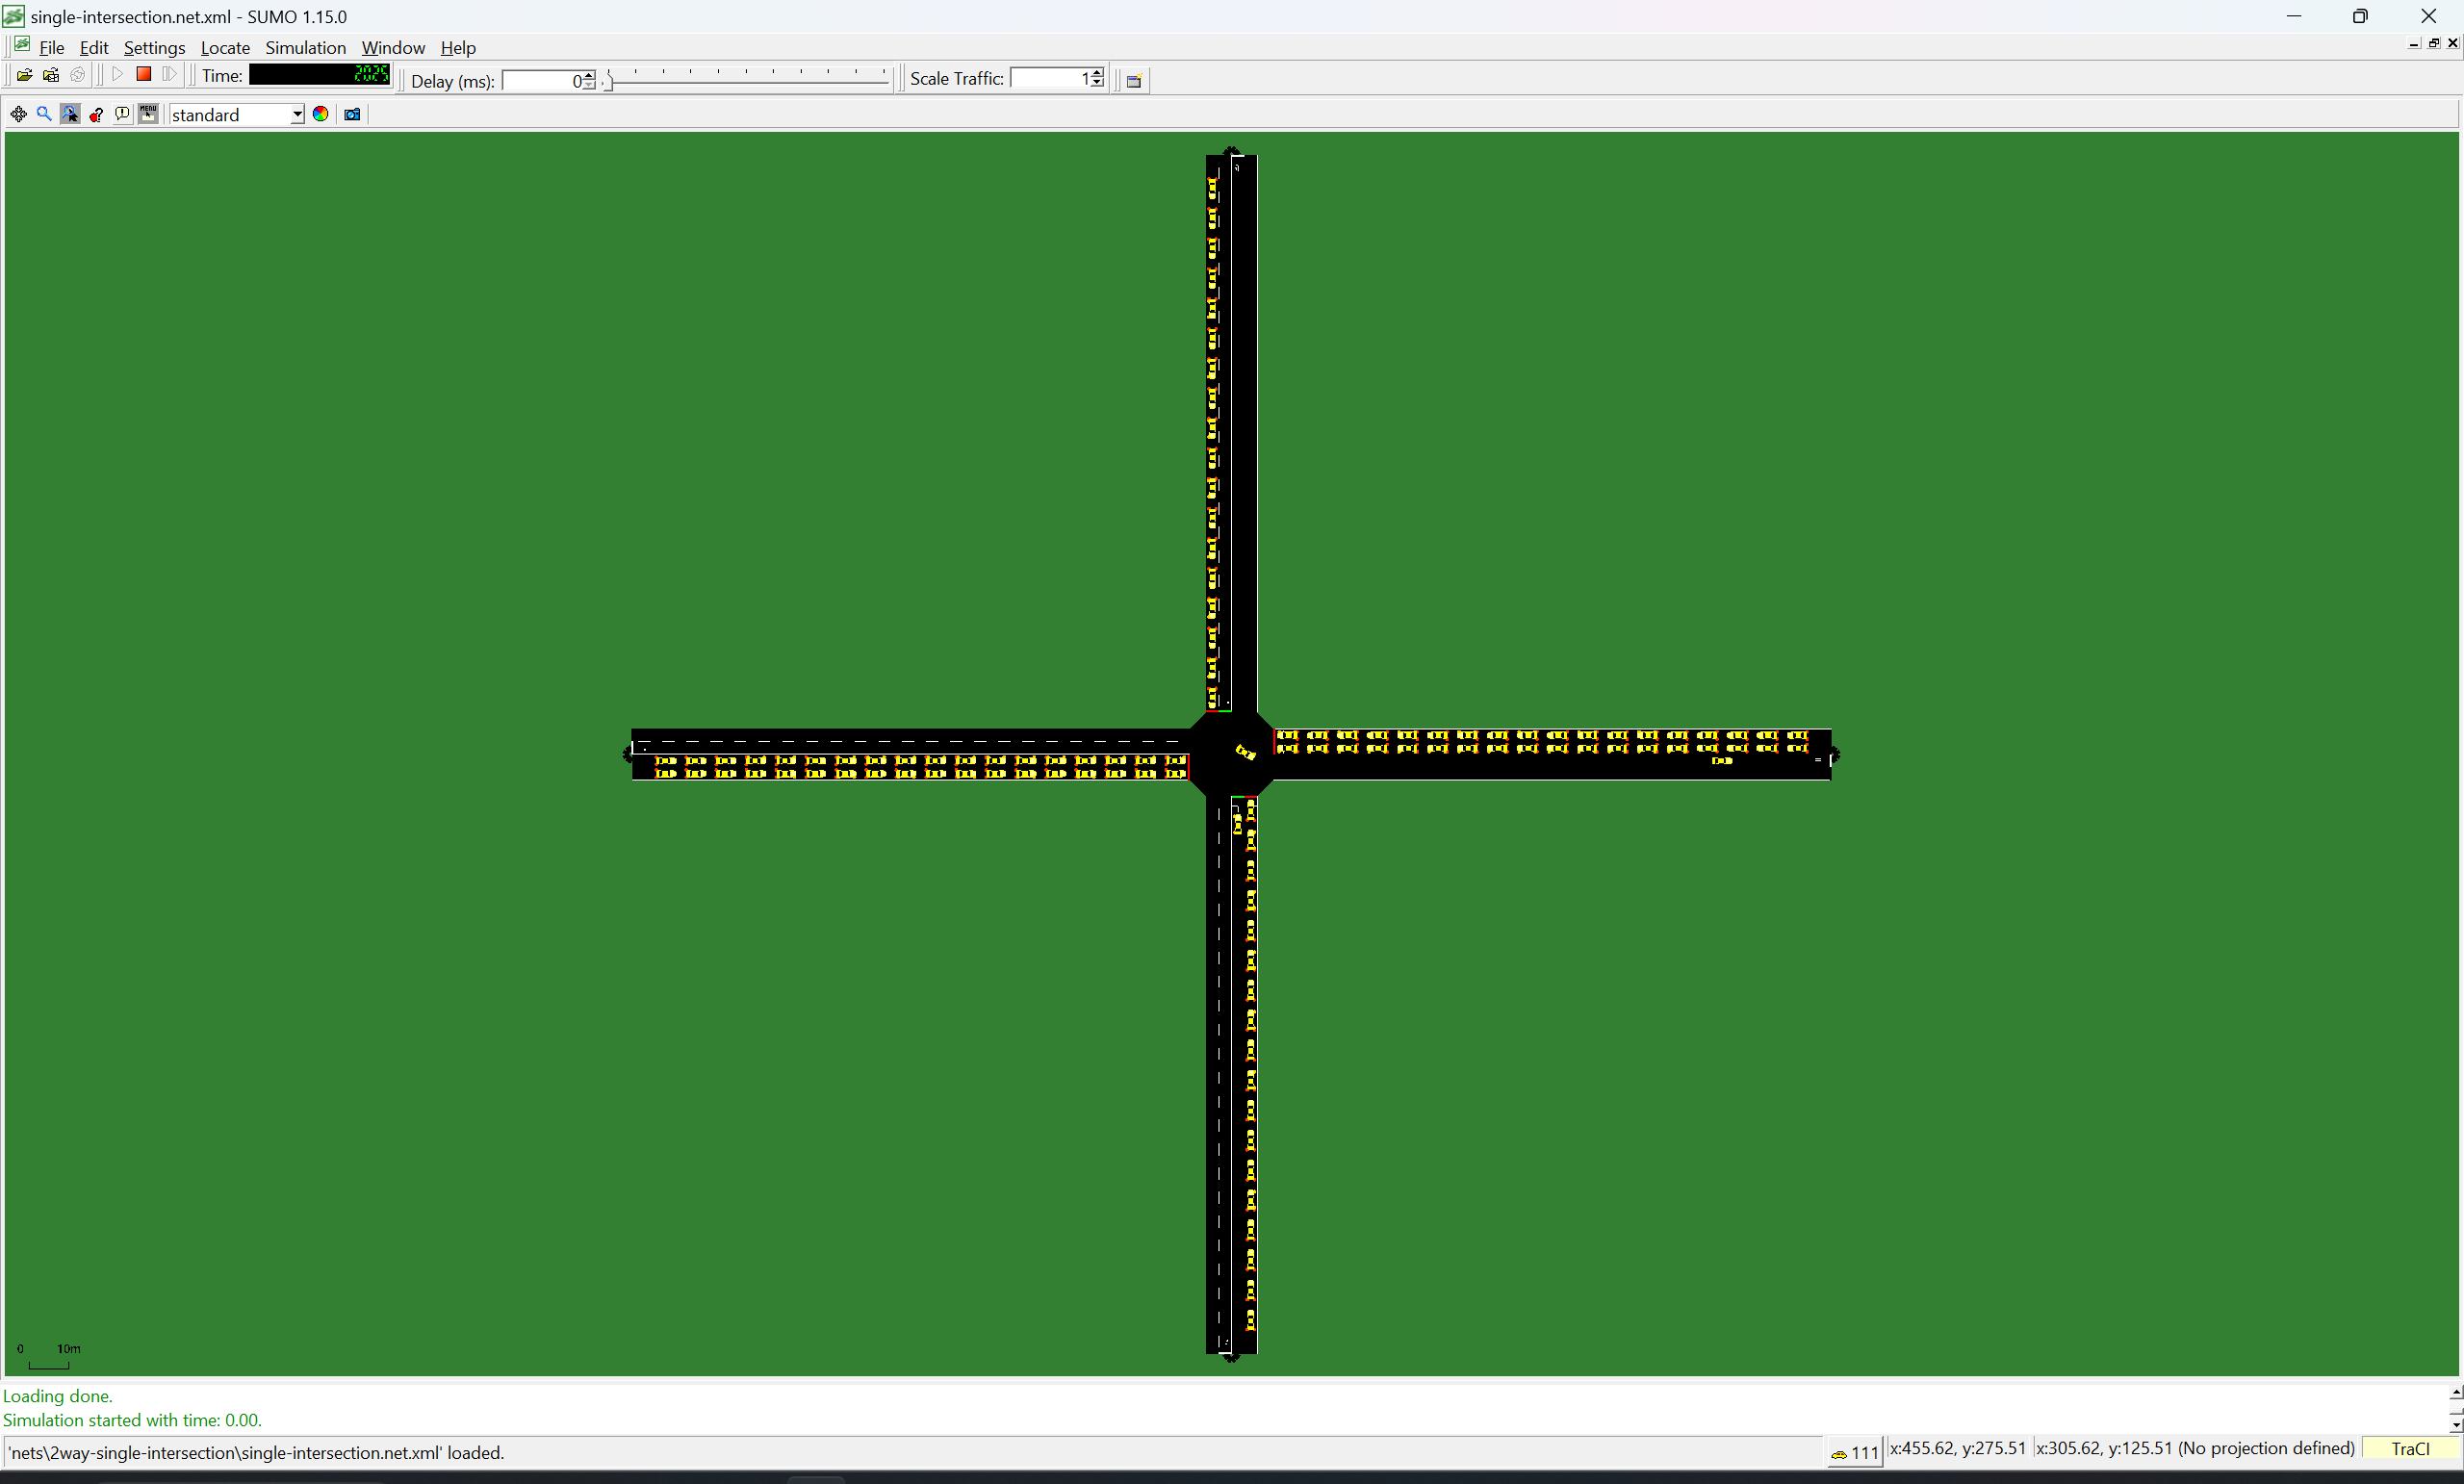 single-intersection.net.xml - SUMO 1.15.0
File Edit Settings Locate Simulation Window Help
Time: 2025 Delay (ms): 0 Scale Traffic: 1
standard
0 10m
Loading done.
Simulation started with time: 0.00.
'nets\2way-single-intersection\single-intersection.net.xml' loaded. 111 x:455.62, y:275.51 x:305.62, y:125.51 (No projection defined) TraCI